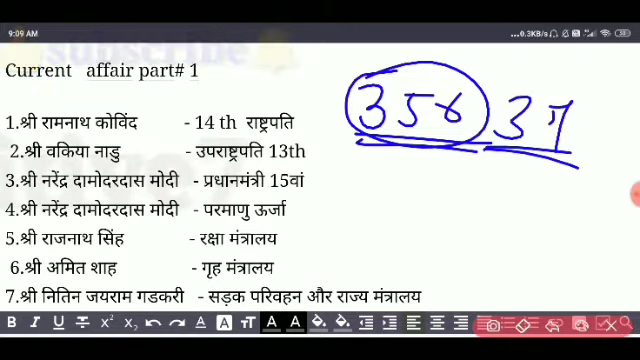 9:09 AM
...0.3KB/s
Current affair part# 1
356 37
1.श्री रामनाथ कोविंद - 14 th राष्ट्रपति
2.श्री वकिया नाडु - उपराष्ट्रपति 13th
3.श्री नरेंद्र दामोदरदास मोदी - प्रधानमंत्री 15वां
4.श्री नरेंद्र दामोदरदास मोदी - परमाणु ऊर्जा
5.श्री राजनाथ सिंह - रक्षा मंत्रालय
6.श्री अमित शाह - गृह मंत्रालय
7.श्री नितिन जयराम गडकरी - सड़क परिवहन और राज्य मंत्रालय